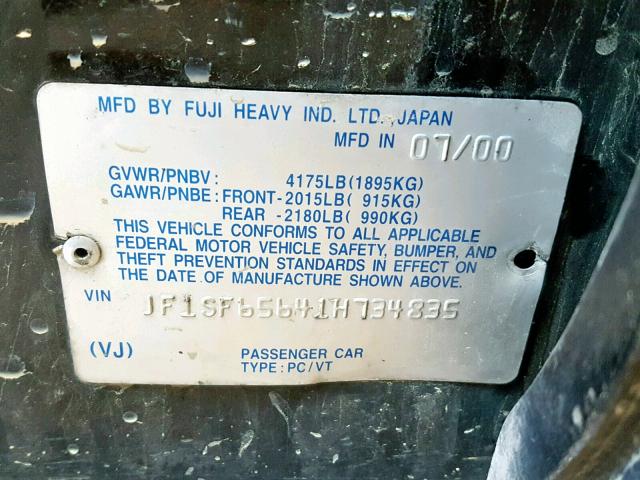 MFD BY FUJI HEAVY IND. LTD., JAPAN
MFD IN 07/00
GVWR/PNBV: 4175LB(1895KG)
GAWR/PNBE: FRONT-2015LB( 915KG)
REAR -2180LB( 990KG)
THIS VEHICLE CONFORMS TO ALL APPLICABLE
FEDERAL MOTOR VEHICLE SAFETY, BUMPER, AND
THEFT PREVENTION STANDARDS IN EFFECT ON
THE DATE OF MANUFACTURE SHOWN ABOVE.
VIN JF1SF65641H734835
(VJ) PASSENGER CAR
TYPE: PC/VT